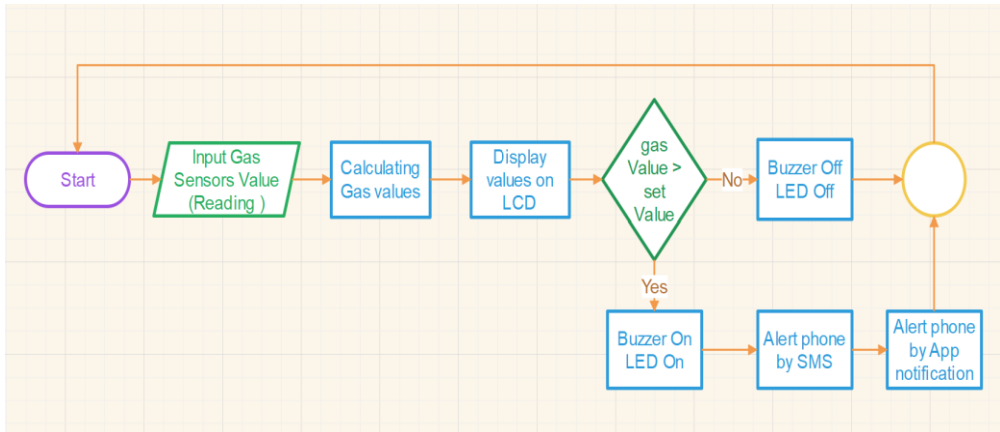 Start
Input Gas
Sensors Value
(Reading )
Calculating
Gas values
Display
values on
LCD
gas
Value >
set
Value
No
Buzzer Off
LED Off
Yes
Buzzer On
LED On
Alert phone
by SMS
Alert phone
by App
notification